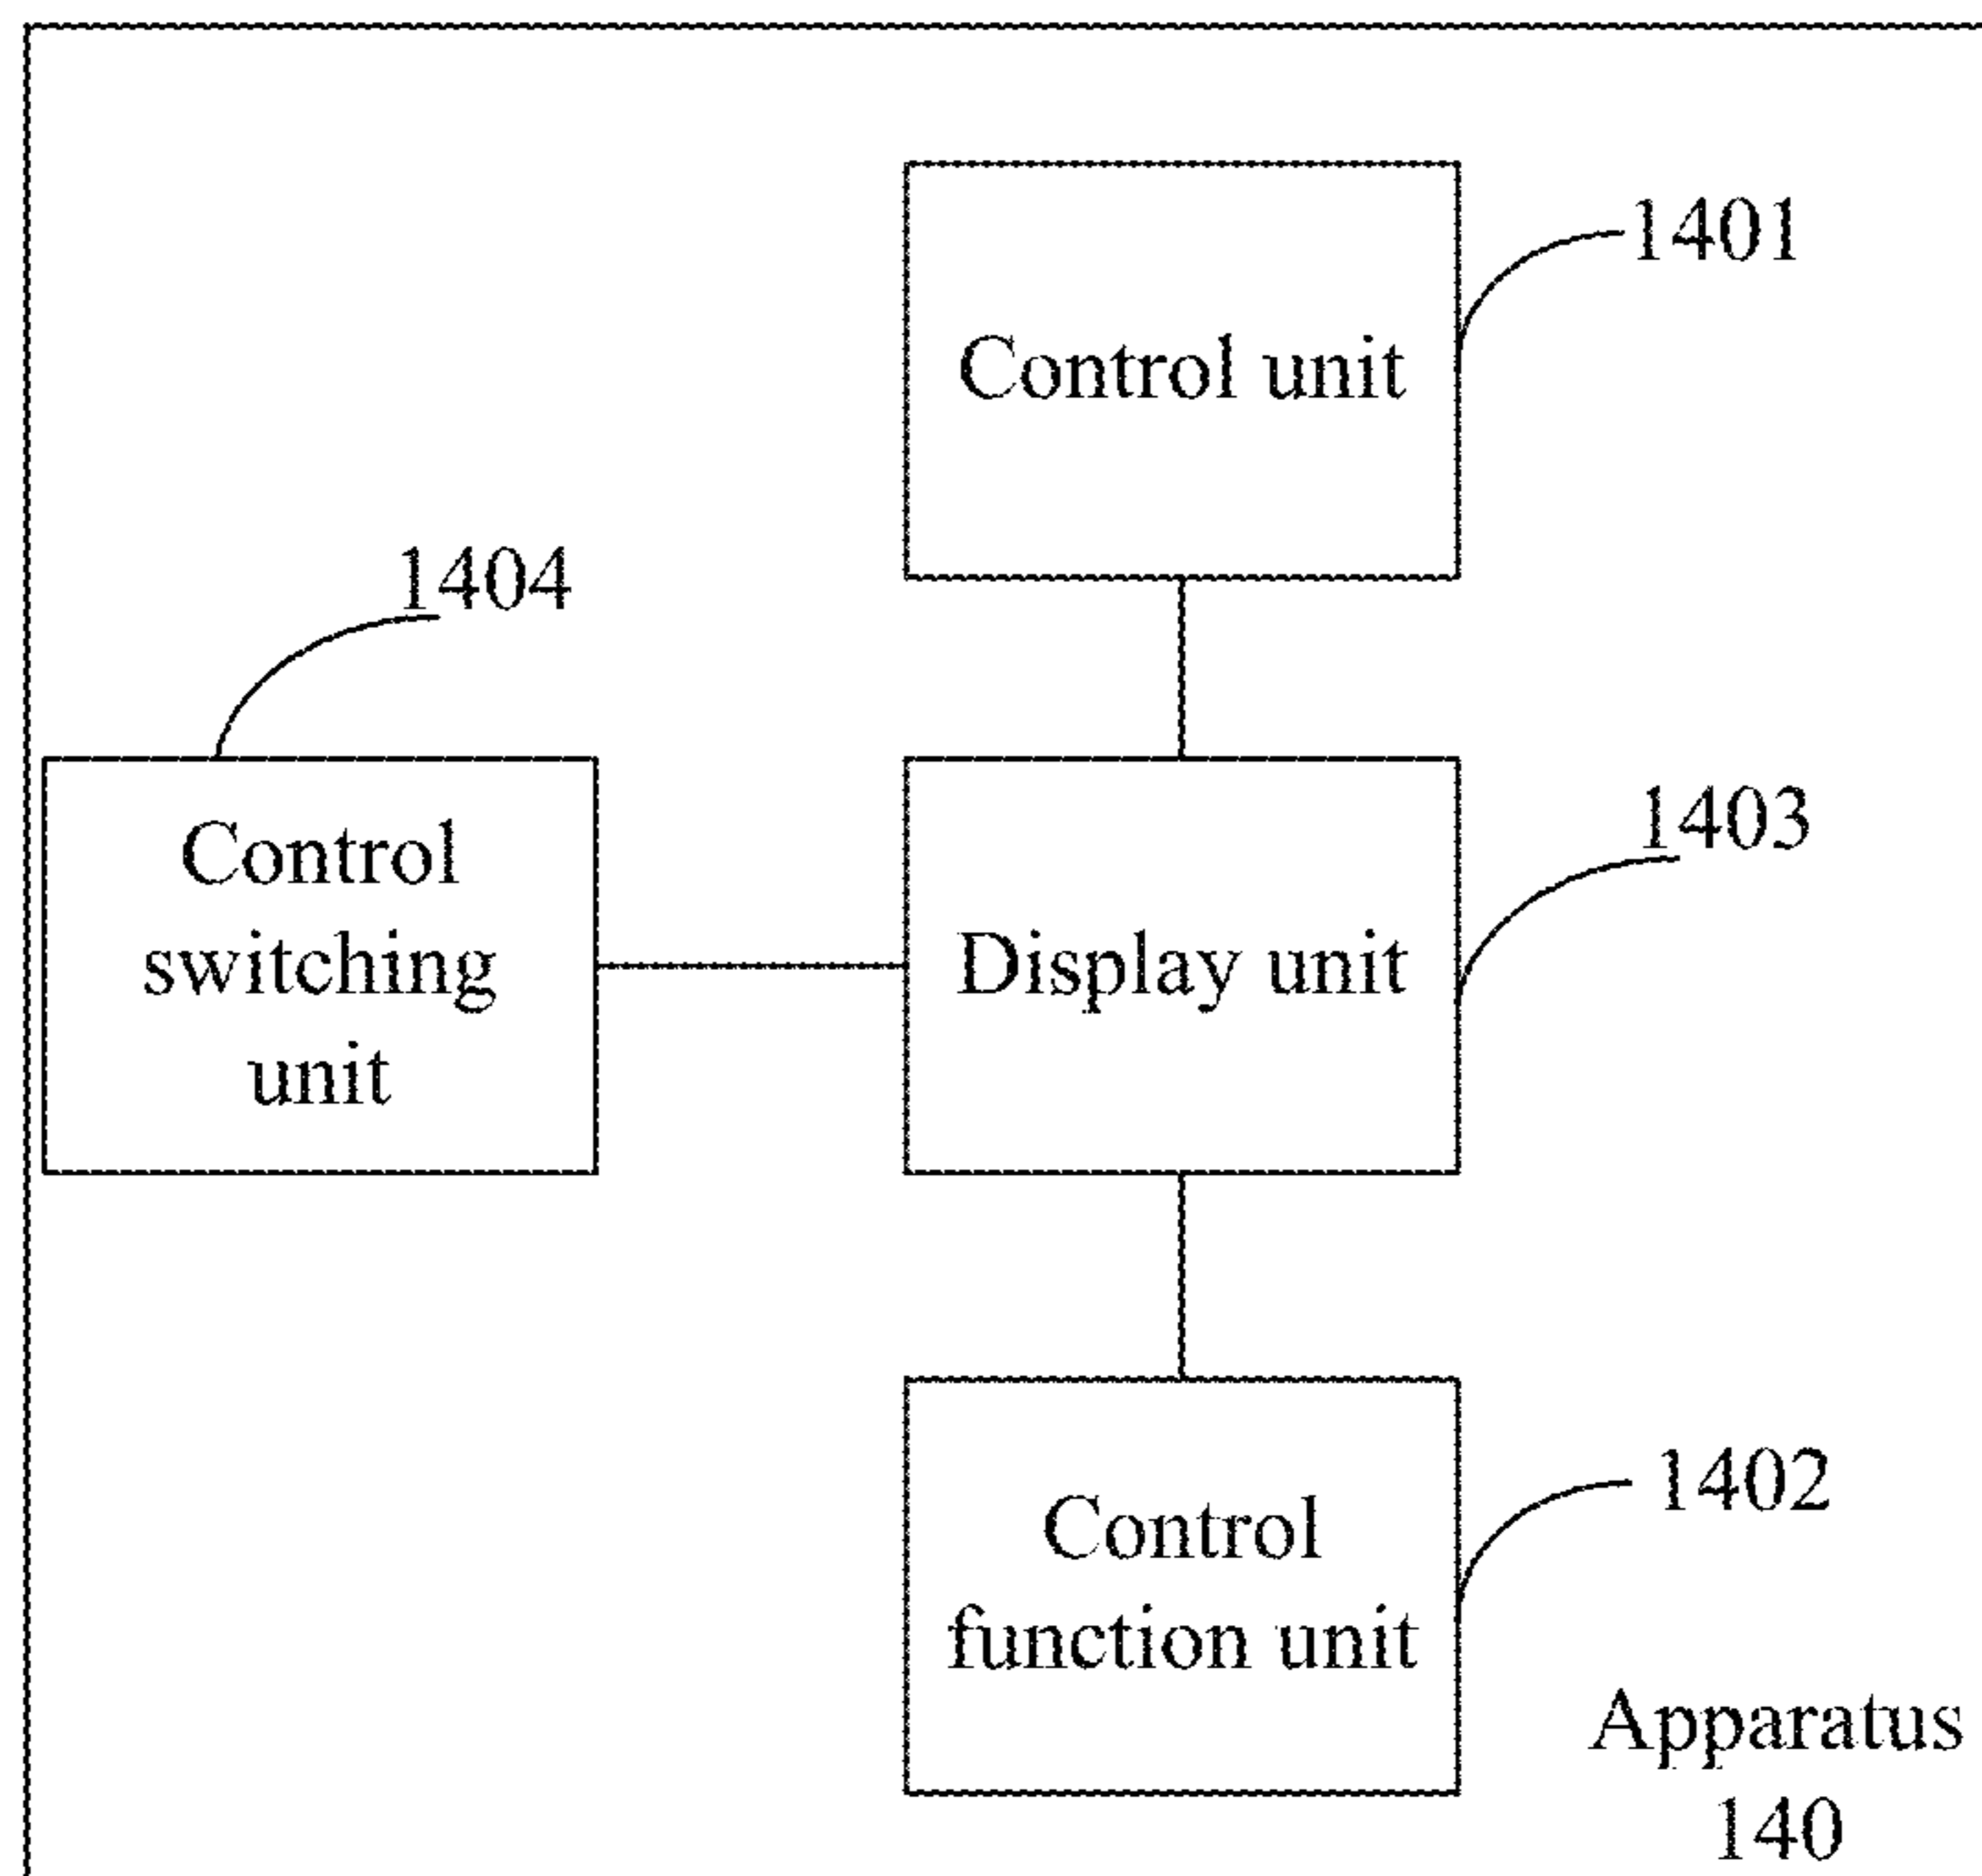 1401
Control unit
1404
1403
Control
switching
unit
Display unit
1402
Control
function unit
Apparatus
140